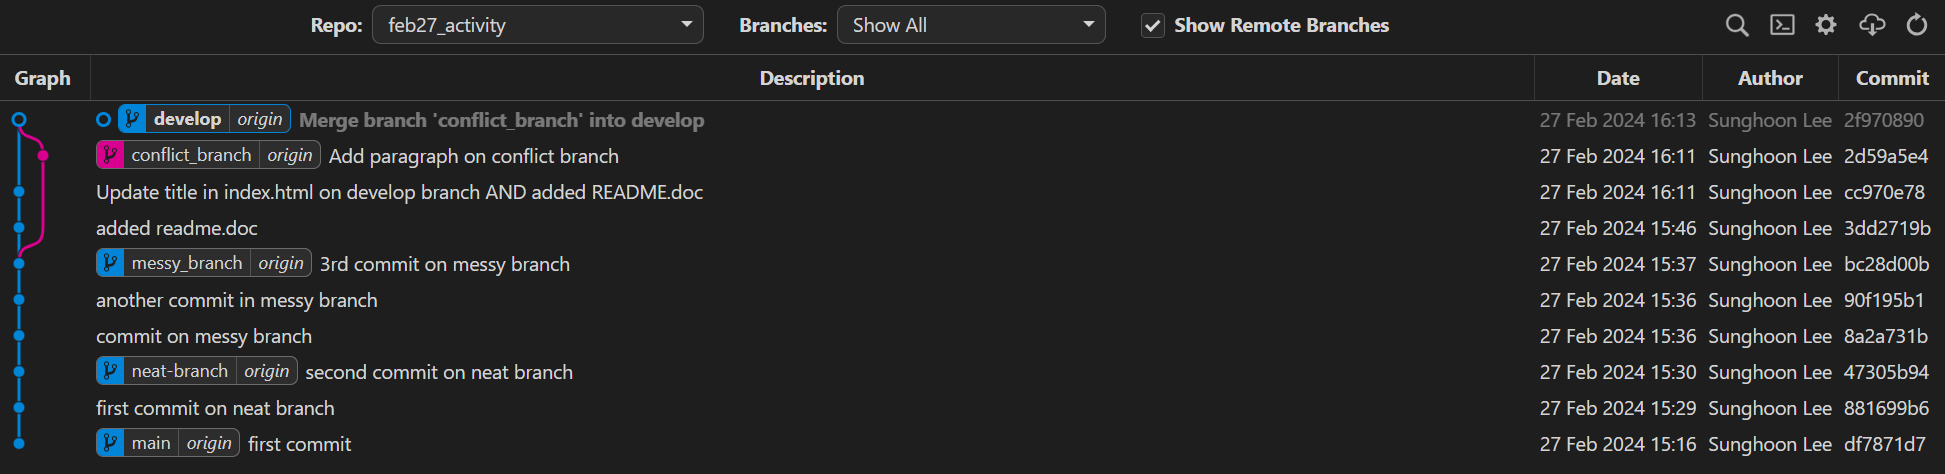 Repo: feb27_activity Branches: Show All Show Remote Branches
Graph Description Date Author Commit
develop origin Merge branch 'conflict_branch' into develop 27 Feb 2024 16:13 Sunghoon Lee 2f970890
conflict_branch origin Add paragraph on conflict branch 27 Feb 2024 16:11 Sunghoon Lee 2d59a5e4
Update title in index.html on develop branch AND added README.doc 27 Feb 2024 16:11 Sunghoon Lee cc970e78
added readme.doc 27 Feb 2024 15:46 Sunghoon Lee 3dd2719b
messy_branch origin 3rd commit on messy branch 27 Feb 2024 15:37 Sunghoon Lee bc28d00b
another commit in messy branch 27 Feb 2024 15:36 Sunghoon Lee 90f195b1
commit on messy branch 27 Feb 2024 15:36 Sunghoon Lee 8a2a731b
neat-branch origin second commit on neat branch 27 Feb 2024 15:30 Sunghoon Lee 47305b94
first commit on neat branch 27 Feb 2024 15:29 Sunghoon Lee 881699b6
main origin first commit 27 Feb 2024 15:16 Sunghoon Lee df7871d7